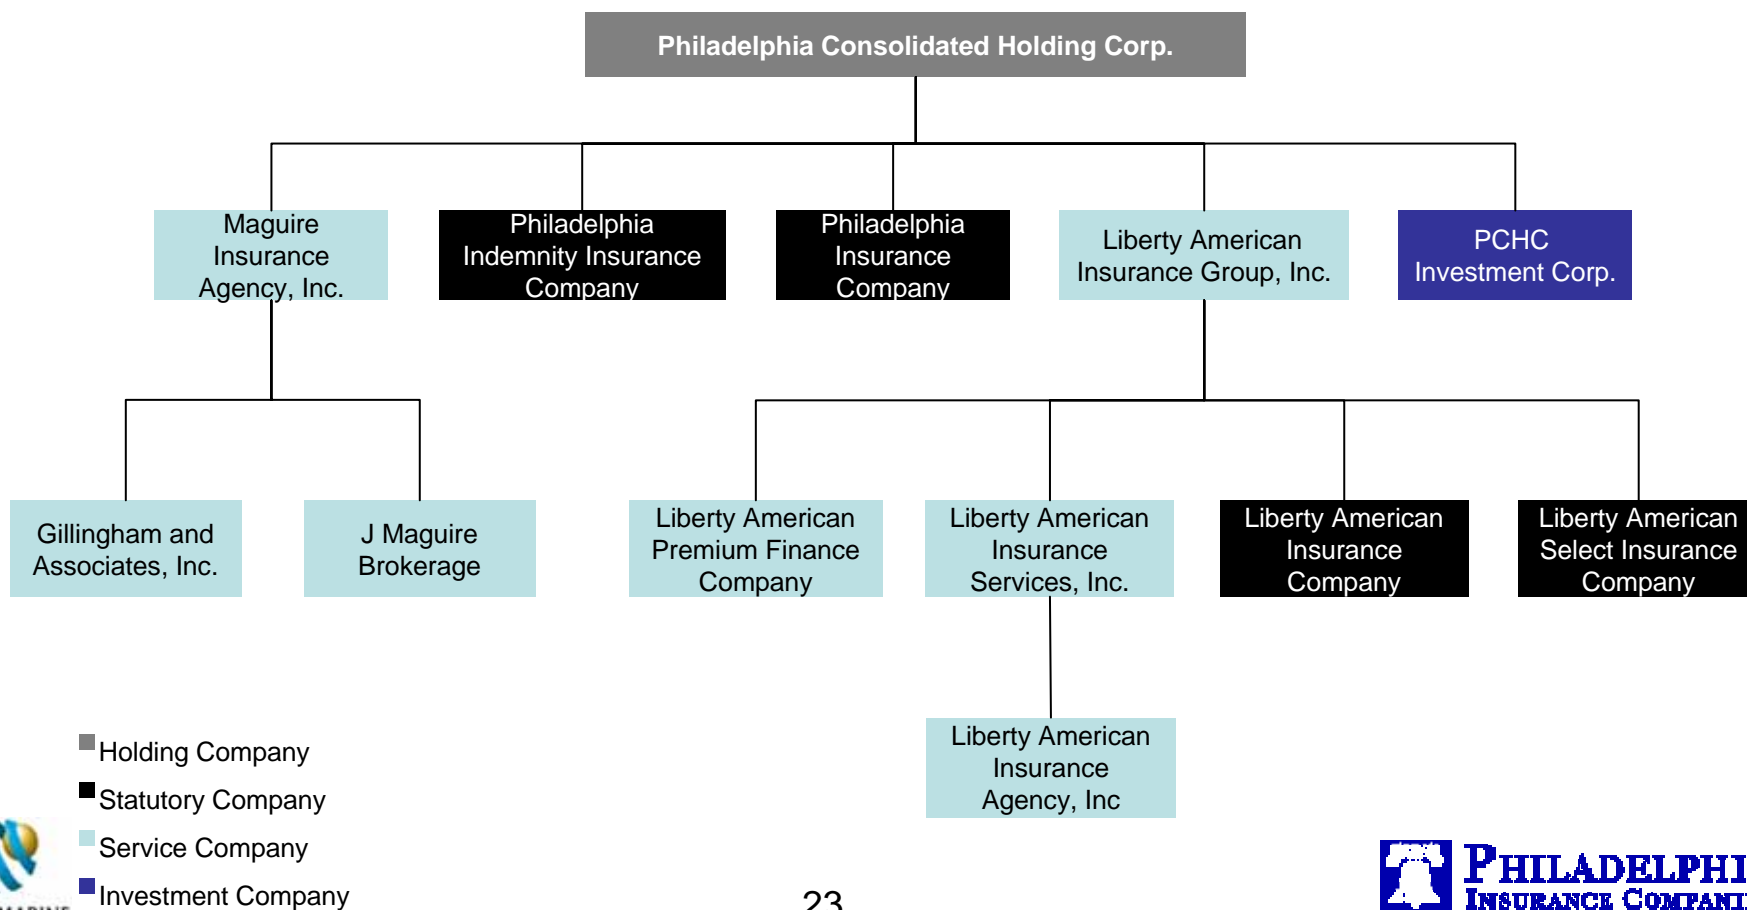 Philadelphia Consolidated Holding Corp.
Maguire
Insurance
Agency, Inc.
Philadelphia
Indemnity Insurance
Company
Philadelphia
Insurance
Company
Liberty American
Insurance Group, Inc.
PCHC
Investment Corp.
Gillingham and
Associates, Inc.
J Maguire
Brokerage
Liberty American
Premium Finance
Company
Liberty American
Insurance
Services, Inc.
Liberty American
Insurance
Company
Liberty American
Select Insurance
Company
Liberty American
Insurance
Agency, Inc
Holding Company
Statutory Company
Service Company
Investment Company
23
PHILADELPHI
INSURANCE COMPANI